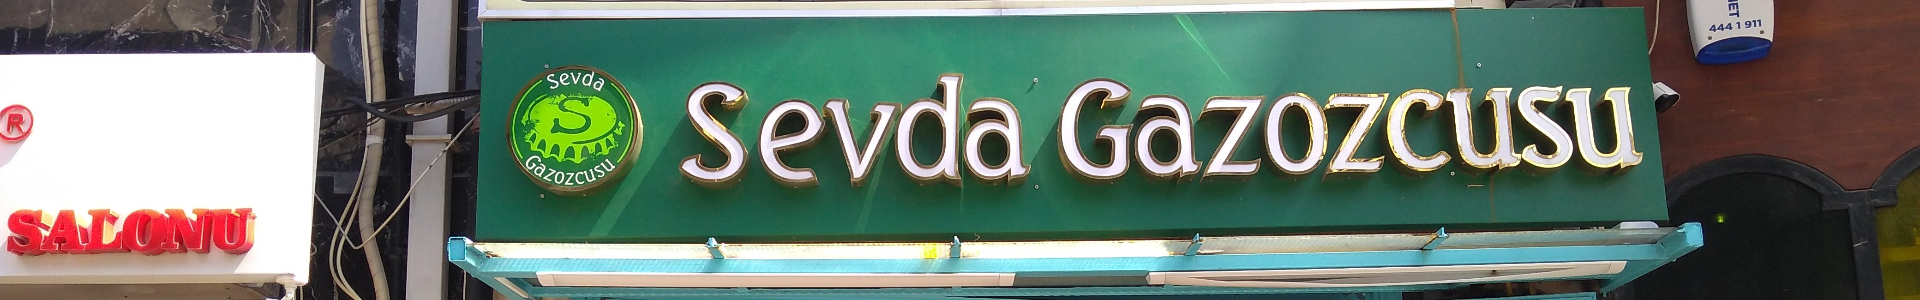 ®
SALONU
Sevda
S
Gazozcusu
Sevda Gazozcusu
444 1 911